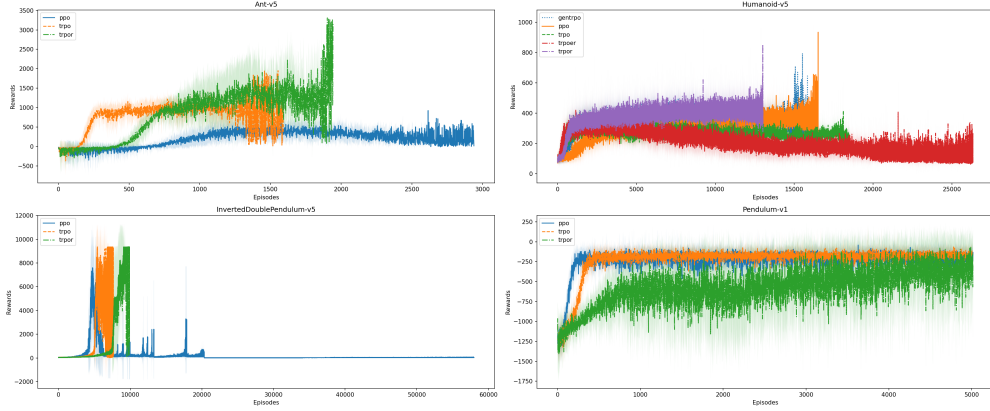 Ant-v5
ppo
trpo
trpor
Rewards
3500
3000
2500
2000
1500
1000
500
0
−500
0 500 1000 1500 2000 2500 3000
Episodes
Humanoid-v5
gentrpo
ppo
trpo
trpoer
trpor
Rewards
1000
800
600
400
200
0
0 5000 10000 15000 20000 25000
Episodes
InvertedDoublePendulum-v5
ppo
trpo
trpor
Rewards
12000
10000
8000
6000
4000
2000
0
−2000
0 10000 20000 30000 40000 50000 60000
Episodes
Pendulum-v1
ppo
trpo
trpor
Rewards
250
0
−250
−500
−750
−1000
−1250
−1500
−1750
0 1000 2000 3000 4000 5000
Episodes